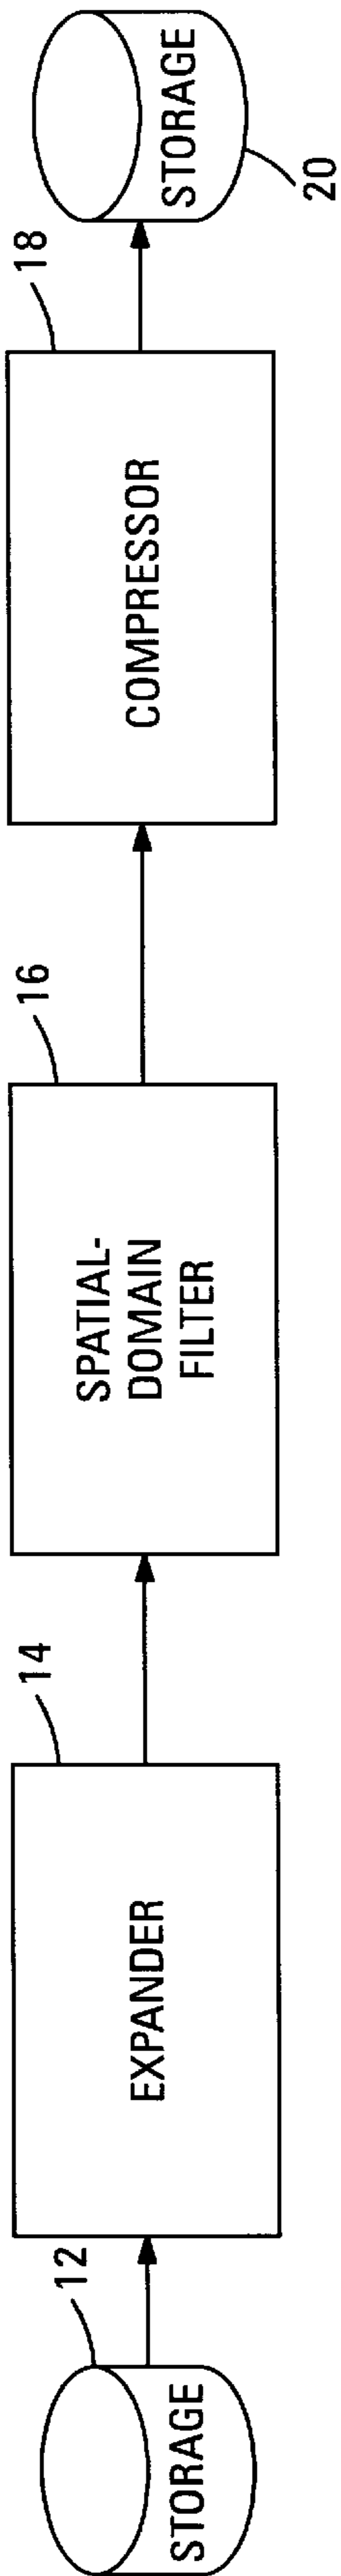 12
STORAGE
14
EXPANDER
16
SPATIAL-
DOMAIN
FILTER
18
COMPRESSOR
STORAGE
20